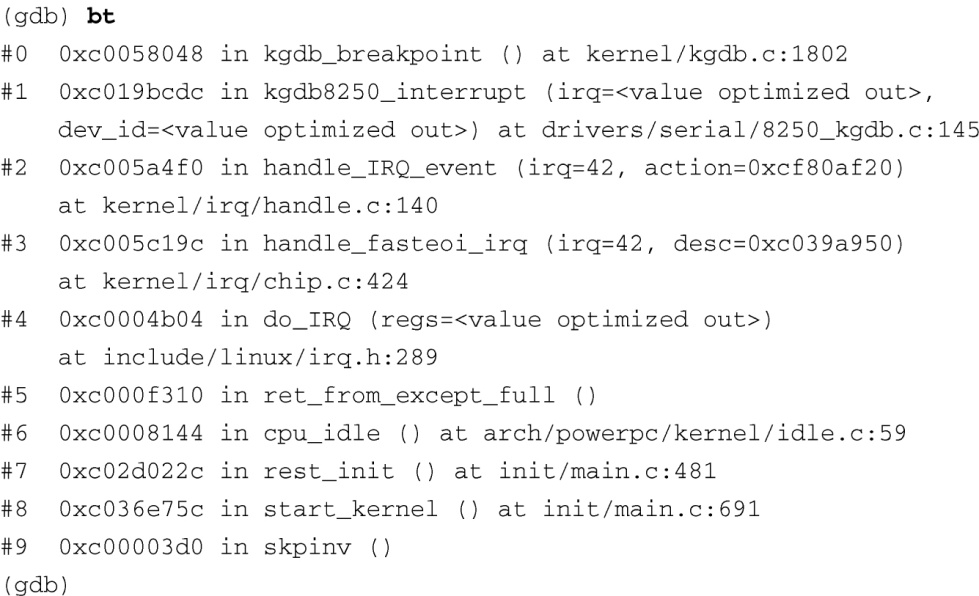 (gdb) bt
#0 0xc0058048 in kgdb_breakpoint () at kernel/kgdb.c:1802
#1 0xc019bcdc in kgdb8250_interrupt (irq=<value optimized out>,
dev_id=<value optimized out>) at drivers/serial/8250_kgdb.c:145
#2 0xc005a4f0 in handle_IRQ_event (irq=42, action=0xcf80af20)
at kernel/irq/handle.c:140
#3 0xc005c19c in handle_fasteoi_irq (irq=42, desc=0xc039a950)
at kernel/irq/chip.c:424
#4 0xc0004b04 in do_IRQ (regs=<value optimized out>)
at include/linux/irq.h:289
#5 0xc000f310 in ret_from_except_full ()
#6 0xc0008144 in cpu_idle () at arch/powerpc/kernel/idle.c:59
#7 0xc02d022c in rest_init () at init/main.c:481
#8 0xc036e75c in start_kernel () at init/main.c:691
#9 0xc00003d0 in skpinv ()
(gdb)